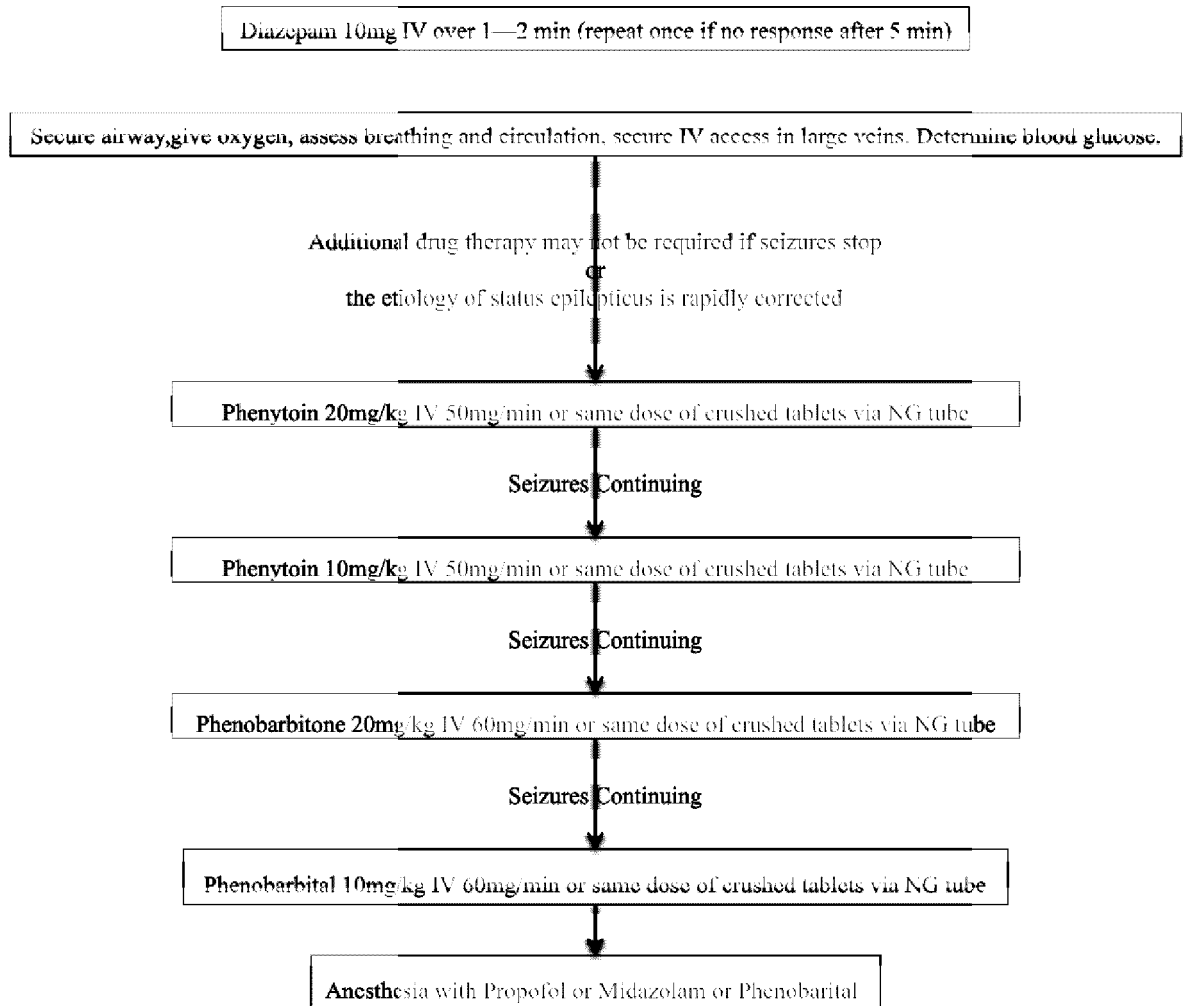 Diazepam 10mg IV over 1—2 min (repeat once if no response after 5 min)
Secure airway,give oxygen, assess breathing and circulation, secure IV access in large veins. Determine blood glucose.
Additional drug therapy may not be required if seizures stop
or
the etiology of status epilepticus is rapidly corrected
Phenytoin 20mg/kg IV 50mg/min or same dose of crushed tablets via NG tube
Seizures Continuing
Phenytoin 10mg/kg IV 50mg/min or same dose of crushed tablets via NG tube
Seizures Continuing
Phenobarbitone 20mg/kg IV 60mg/min or same dose of crushed tablets via NG tube
Seizures Continuing
Phenobarbital 10mg/kg IV 60mg/min or same dose of crushed tablets via NG tube
Anesthesia with Propofol or Midazolam or Phenobarital